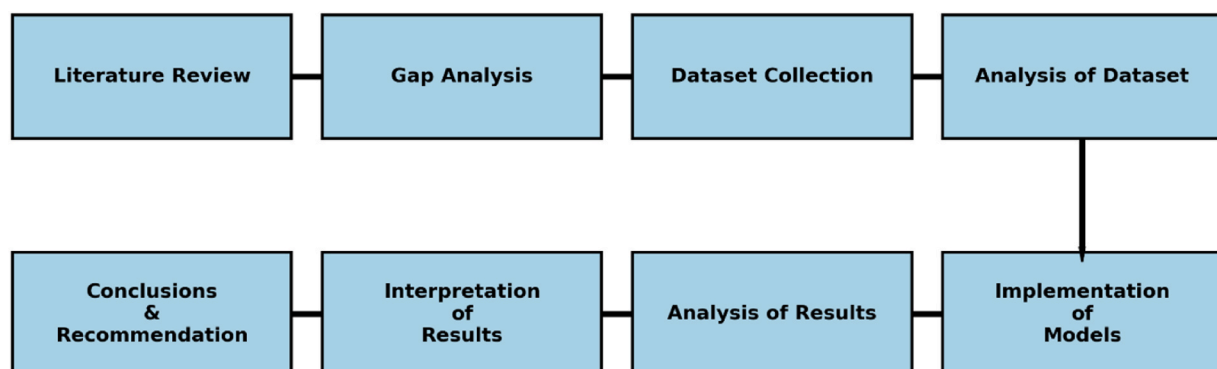 Literature Review
Gap Analysis
Dataset Collection
Analysis of Dataset
Conclusions
&
Recommendation
Interpretation
of
Results
Analysis of Results
Implementation
of
Models